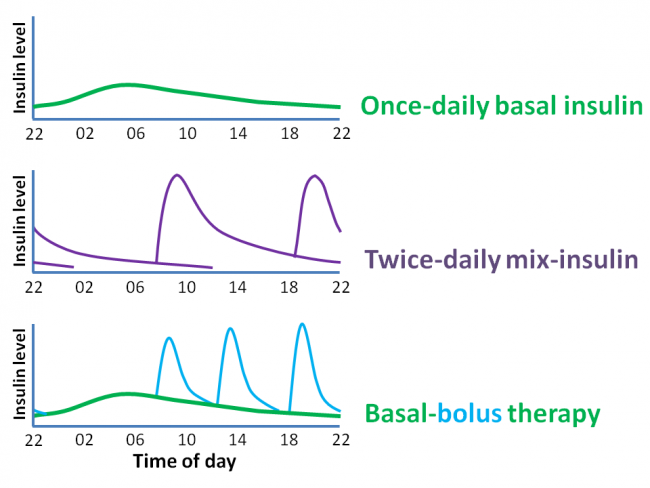 Insulin level
22 02 06 10 14 18 22
Once-daily basal insulin
Insulin level
22 02 06 10 14 18 22
Twice-daily mix-insulin
Insulin level
22 02 06 10 14 18 22
Time of day
Basal-bolus therapy